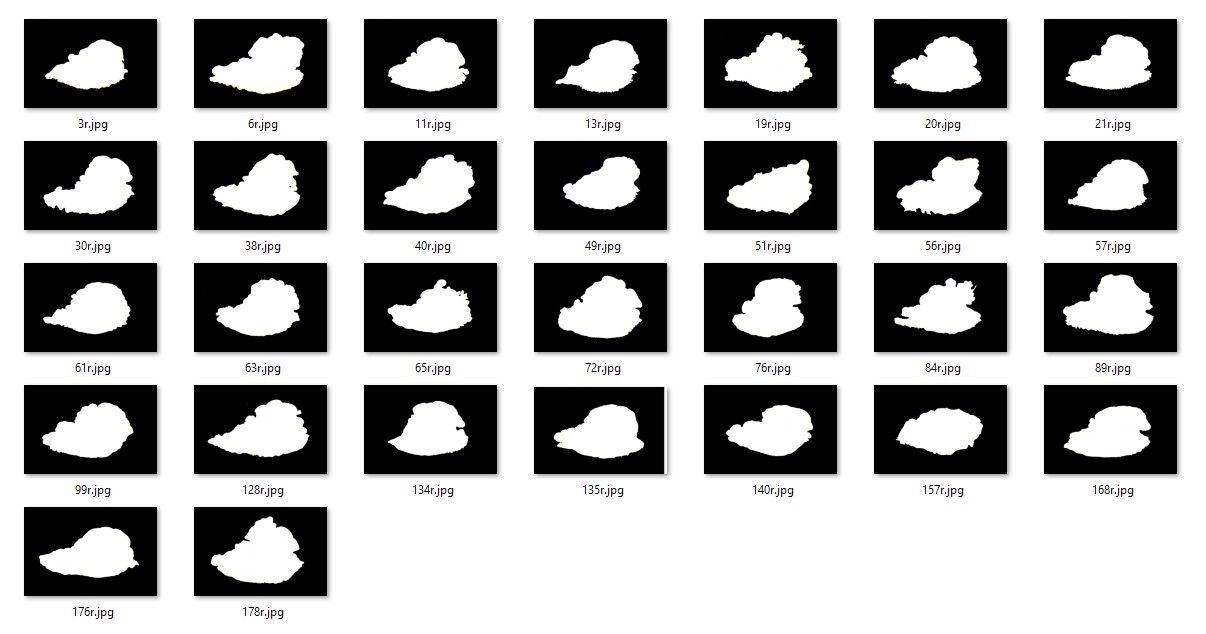 3r.jpg 6r.jpg 11r.jpg 13r.jpg 19r.jpg 20r.jpg 21r.jpg
30r.jpg 38r.jpg 40r.jpg 49r.jpg 51r.jpg 56r.jpg 57r.jpg
61r.jpg 63r.jpg 65r.jpg 72r.jpg 76r.jpg 84r.jpg 89r.jpg
99r.jpg 128r.jpg 134r.jpg 135r.jpg 140r.jpg 157r.jpg 168r.jpg
176r.jpg 178r.jpg